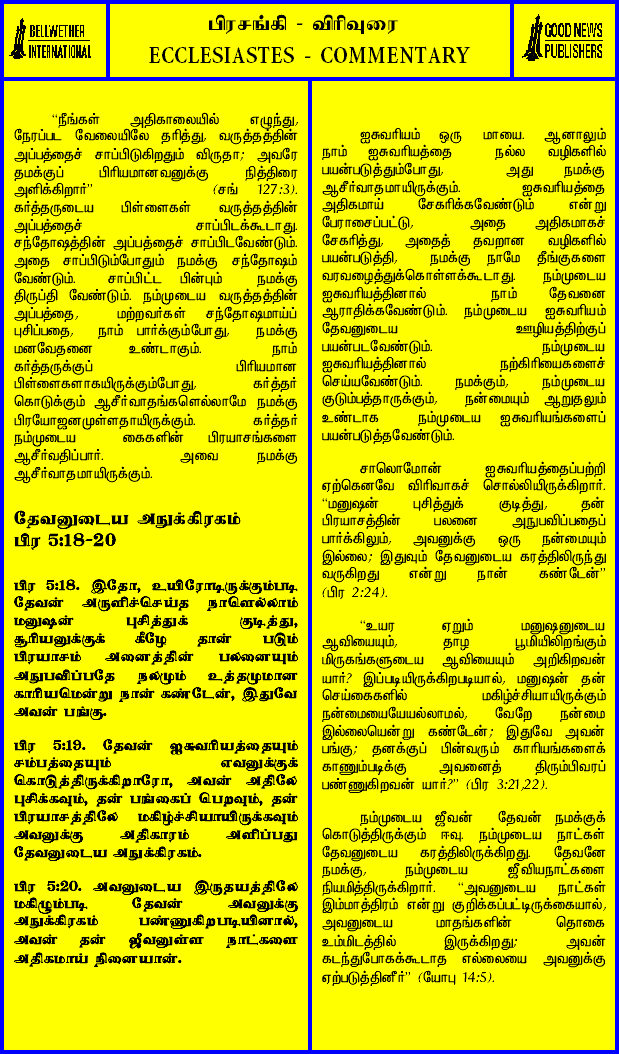 BELLWETHER
INTERNATIONAL
பிரசங்கி - விரிவுரை
ECCLESIASTES - COMMENTARY
GOOD NEWS
PUBLISHERS
“நீங்கள் அதிகாலையில் எழுந்து,
நேரப்பட வேலையிலே தரித்து, வருத்தத்தின்
அப்பத்தைச் சாப்பிடுகிறதும் விருதா; அவரே
தமக்குப் பிரியமானவனுக்கு நித்திரை
அளிக்கிறார்” (சங் 127:3).
கர்த்தருடைய பிள்ளைகள் வருத்தத்தின்
அப்பத்தைச் சாப்பிடக்கூடாது.
சந்தோஷத்தின் அப்பத்தைச் சாப்பிடவேண்டும்.
அதை சாப்பிடும்போதும் நமக்கு சந்தோஷம்
வேண்டும். சாப்பிட்ட பின்பும் நமக்கு
திருப்தி வேண்டும். நம்முடைய வருத்தத்தின்
அப்பத்தை, மற்றவர்கள் சந்தோஷமாய்ப்
புசிப்பதை, நாம் பார்க்கும்போது, நமக்கு
மனவேதனை உண்டாகும். நாம்
கர்த்தருக்குப் பிரியமான
பிள்ளைகளாகயிருக்கும்போது, கர்த்தர்
கொடுக்கும் ஆசீர்வாதங்களெல்லாமே நமக்கு
பிரயோஜனமுள்ளதாயிருக்கும். கர்த்தர்
நம்முடைய கைகளின் பிரயாசங்களை
ஆசீர்வதிப்பார். அவை நமக்கு
ஆசீர்வாதமாயிருக்கும்.
தேவனுடைய அநுக்கிரகம்
பிர 5:18-20
பிர 5:18. இதோ, உயிரோடிருக்கும்படி
தேவன் அருளிச்செய்த நாளெல்லாம்
மனுஷன் புசித்துக் குடித்து,
சூரியனுக்குக் கீழே தான் படும்
பிரயாசம் அனைத்தின் பலனையும்
அநுபவிப்பதே நலமும் உத்தமுமான
காரியமென்று நான் கண்டேன், இதுவே
அவன் பங்கு.
பிர 5:19. தேவன் ஐசுவரியத்தையும்
சம்பத்தையும் எவனுக்குக்
கொடுத்திருக்கிறாரோ, அவன் அதிலே
புசிக்கவும், தன் பங்கைப் பெறவும், தன்
பிரயாசத்திலே மகிழ்ச்சியாயிருக்கவும்
அவனுக்கு அதிகாரம் அளிப்பது
தேவனுடைய அநுக்கிரகம்.
பிர 5:20. அவனுடைய இருதயத்திலே
மகிழும்படி தேவன் அவனுக்கு
அநுக்கிரகம் பண்ணுகிறபடியினால்,
அவன் தன் ஜீவனுள்ள நாட்களை
அதிகமாய் நினையான்.
ஐசுவரியம் ஒரு மாயை. ஆனாலும்
நாம் ஐசுவரியத்தை நல்ல வழிகளில்
பயன்படுத்தும்போது, அது நமக்கு
ஆசீர்வாதமாயிருக்கும். ஐசுவரியத்தை
அதிகமாய் சேகரிக்கவேண்டும் என்று
பேராசைப்பட்டு, அதை அதிகமாகச்
சேகரித்து, அதைத் தவறான வழிகளில்
பயன்படுத்தி, நமக்கு நாமே தீங்குகளை
வரவழைத்துக்கொள்ளக்கூடாது. நம்முடைய
ஐசுவரியத்தினால் நாம் தேவனை
ஆராதிக்கவேண்டும். நம்முடைய ஐசுவரியம்
தேவனுடைய ஊழியத்திற்குப்
பயன்படவேண்டும். நம்முடைய
ஐசுவரியத்தினால் நற்கிரியைகளைச்
செய்யவேண்டும். நமக்கும், நம்முடைய
குடும்பத்தாருக்கும், நன்மையும் ஆறுதலும்
உண்டாக நம்முடைய ஐசுவரியங்களைப்
பயன்படுத்தவேண்டும்.
சாலொமோன் ஐசுவரியத்தைப்பற்றி
ஏற்கெனவே விரிவாகச் சொல்லியிருக்கிறார்.
“மனுஷன் புசித்துக் குடித்து, தன்
பிரயாசத்தின் பலனை அநுபவிப்பதைப்
பார்க்கிலும், அவனுக்கு ஒரு நன்மையும்
இல்லை; இதுவும் தேவனுடைய கரத்திலிருந்து
வருகிறது என்று நான் கண்டேன்”
(பிர 2:24).
“உயர ஏறும் மனுஷனுடைய
ஆவியையும், தாழ பூமியிலிறங்கும்
மிருகங்களுடைய ஆவியையும் அறிகிறவன்
யார்? இப்படியிருக்கிறபடியால், மனுஷன் தன்
செய்கைகளில் மகிழ்ச்சியாயிருக்கும்
நன்மையையேயல்லாமல், வேறே நன்மை
இல்லையென்று கண்டேன்; இதுவே அவன்
பங்கு; தனக்குப் பின்வரும் காரியங்களைக்
காணும்படிக்கு அவனைத் திரும்பிவரப்
பண்ணுகிறவன் யார்?” (பிர 3:21,22).
நம்முடைய ஜீவன் தேவன் நமக்குக்
கொடுத்திருக்கும் ஈவு. நம்முடைய நாட்கள்
தேவனுடைய கரத்திலிருக்கிறது. தேவனே
நமக்கு, நம்முடைய ஜீவியநாட்களை
நியமித்திருக்கிறார். “அவனுடைய நாட்கள்
இம்மாத்திரம் என்று குறிக்கப்பட்டிருக்கையால்,
அவனுடைய மாதங்களின் தொகை
உம்மிடத்தில் இருக்கிறது; அவன்
கடந்துபோகக்கூடாத எல்லையை அவனுக்கு
ஏற்படுத்தினீர்” (யோபு 14:5).